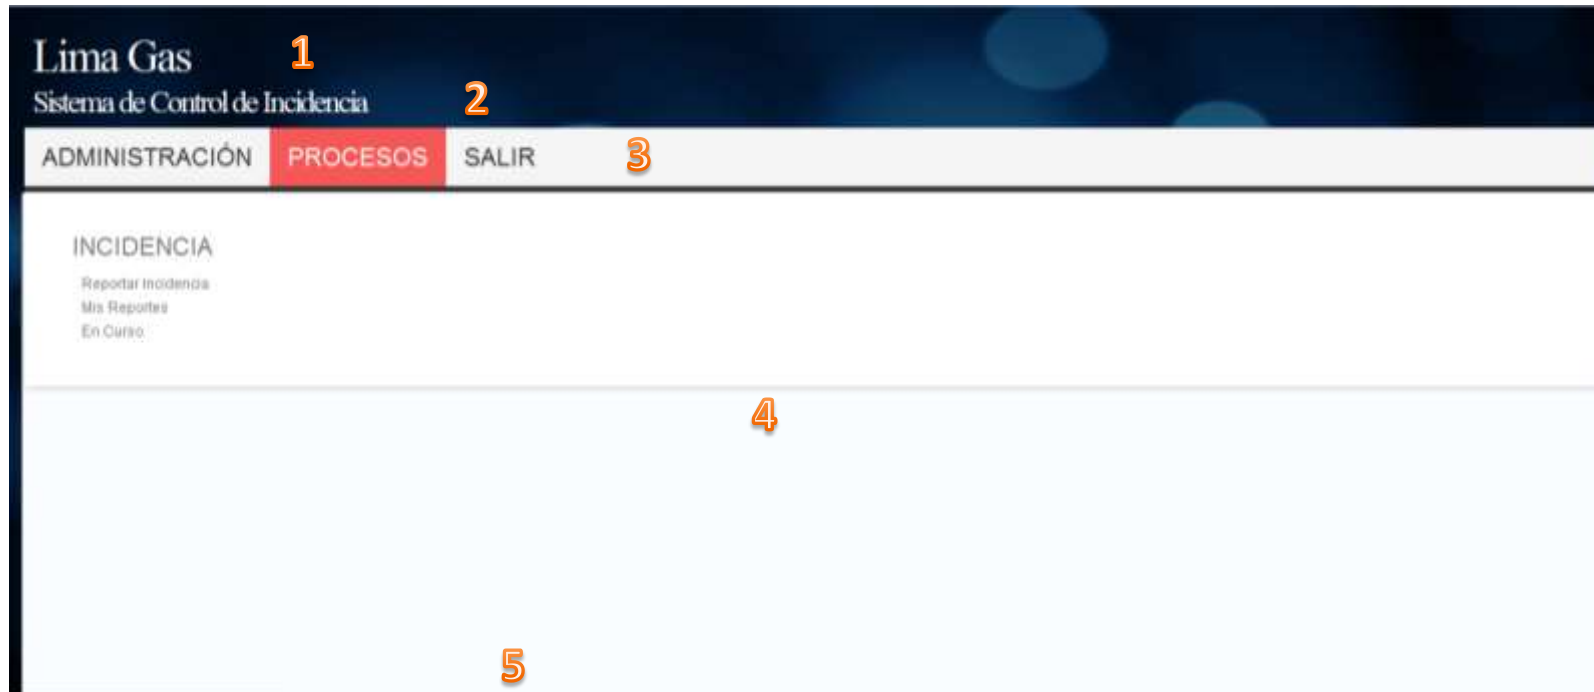 Lima Gas 1
Sistema de Control de Incidencia 2
ADMINISTRACIÓN PROCESOS SALIR 3
INCIDENCIA
Reportar Incidencia
Mis Reportes
En Curso
4
5